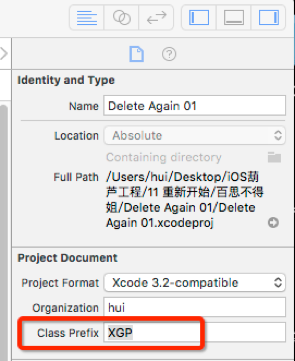 Identity and Type
Name Delete Again 01
Location Absolute
Containing directory
Full Path /Users/hui/Desktop/iOS葫
芦工程/11 重新开始/百思不得
姐/Delete Again 01/Delete
Again 01.xcodeproj
Project Document
Project Format Xcode 3.2-compatible
Organization hui
Class Prefix XGP